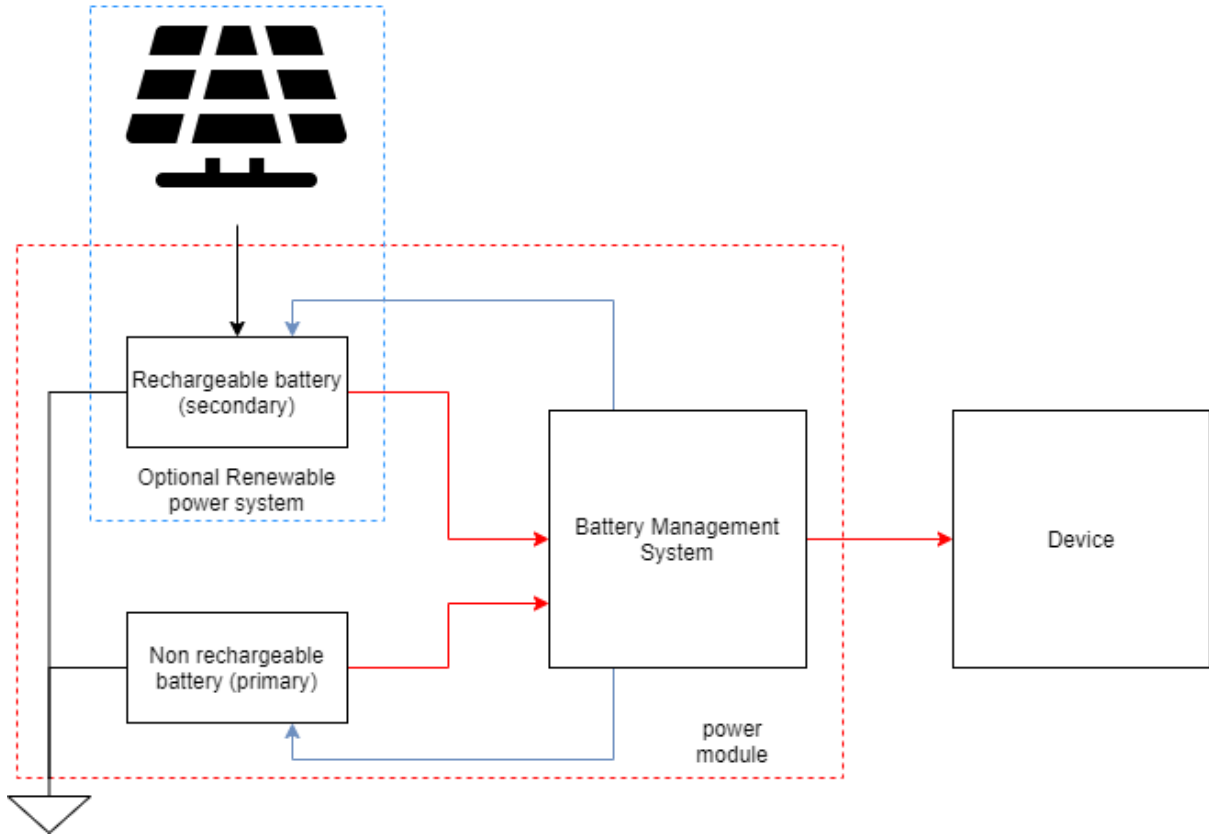 Rechargeable battery
(secondary)
Optional Renewable
power system
Battery Management
System
Device
Non rechargeable
battery (primary)
power
module